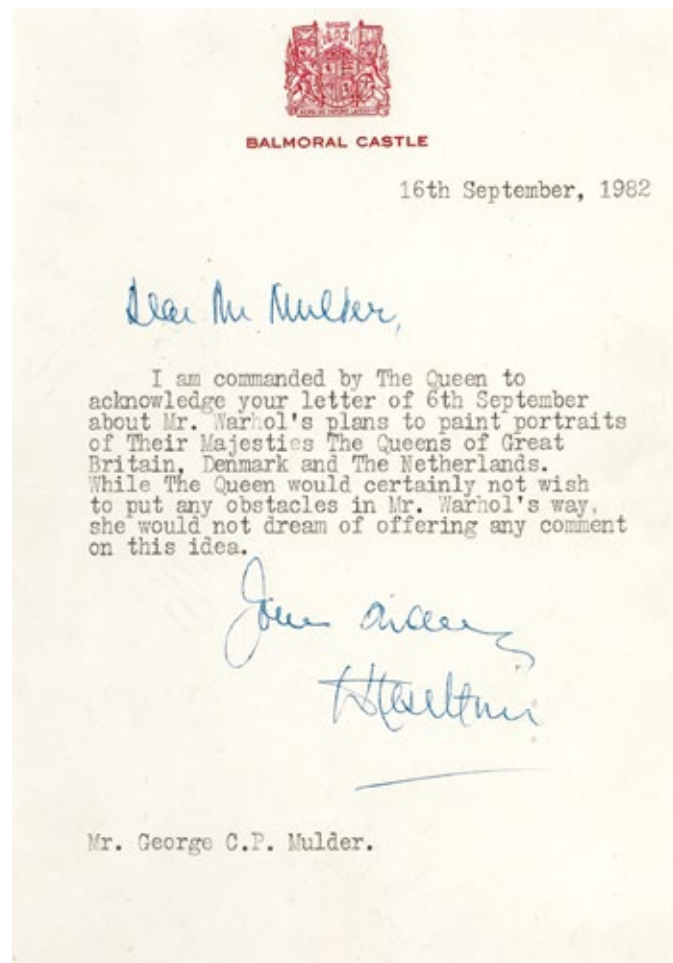 BALMORAL CASTLE
16th September, 1982
Dear Mr Mulder,
I am commanded by The Queen to
acknowledge your letter of 6th September
about Mr. Warhol's plans to paint portraits
of Their Majesties The Queens of Great
Britain, Denmark and The Netherlands.
While The Queen would certainly not wish
to put any obstacles in Mr. Warhol's way,
she would not dream of offering any comment
on this idea.
Yours sincerely
Mr. George C.P. Mulder.